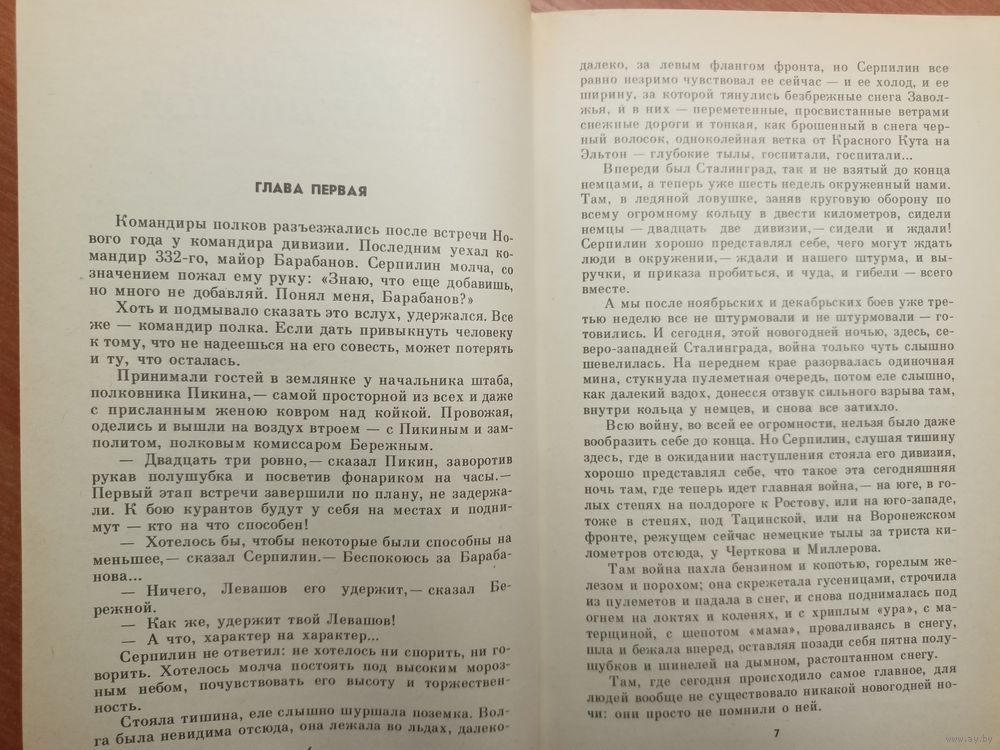 ГЛАВА ПЕРВАЯ
Командиры полков разъезжались после встречи Но-
вого года у командира дивизии. Последним уехал ко-
мандир 332-го, майор Барабанов. Серпилин молча, со
значением пожал ему руку: «Знаю, что еще добавишь,
но много не добавляй. Понял меня, Барабанов?»
Хоть и подмывало сказать это вслух, удержался. Все
же — командир полка. Если дать привыкнуть человеку
к тому, что не надеешься на его совесть, может потерять
и ту, что осталась.
Принимали гостей в землянке у начальника штаба,
полковника Пикина,— самой просторной из всех и даже
с присланным женою ковром над койкой. Провожая,
оделись и вышли на воздух втроем — с Пикиным и зам-
политом, полковым комиссаром Бережным.
— Двадцать три ровно,— сказал Пикин, заворотив
рукав полушубка и посветив фонариком на часы.—
Первый этап встречи завершили по плану, не задержа-
ли. К бою курантов будут у себя на местах и подни-
мут — кто на что способен!
— Хотелось бы, чтобы некоторые были способны на
меньшее,— сказал Серпилин.— Беспокоюсь за Бараба-
нова...
— Ничего, Левашов его удержит,— сказал Бе-
режной.
— Как же, удержит твой Левашов!
— А что, характер на характер...
Серпилин не ответил: не хотелось ни спорить, ни го-
ворить. Хотелось молча постоять под высоким мороз-
ным небом, почувствовать его высоту и торжествен-
ность.
Стояла тишина, еле слышно шуршала поземка. Вол-
га была невидима отсюда, она лежала во льдах, далеко-
далеко, за левым флангом фронта, но Серпилин все
равно незримо чувствовал ее сейчас — и ее холод, и ее
ширину, за которой тянулись безбрежные снега Завол-
жья, и в них — переметенные, просвистанные ветрами
снежные дороги и тонкая, как брошенный в снега чер-
ный волосок, одноколейная ветка от Красного Кута на
Эльтон — глубокие тылы, госпитали, госпитали...
Впереди был Сталинград, так и не взятый до конца
немцами, а теперь уже шесть недель окруженный нами.
Там, в ледяной ловушке, заняв круговую оборону по
всему огромному кольцу в двести километров, сидели
немцы — двадцать две дивизии,— сидели и ждали!
Серпилин хорошо представлял себе, чего могут ждать
люди в окружении,— ждали и нашего штурма, и вы-
ручки, и приказа пробиться, и чуда, и гибели — всего
вместе.
А мы после ноябрьских и декабрьских боев уже тре-
тью неделю все не штурмовали и не штурмовали — го-
товились. И сегодня, этой новогодней ночью, здесь, се-
веро-западней Сталинграда, война только чуть слышно
шевелилась. На переднем крае разорвалась одиночная
мина, стукнула пулеметная очередь, потом еле слышно,
как далекий вздох, донесся отзвук сильного взрыва там,
внутри кольца у немцев, и снова все затихло.
Всю войну, во всей ее огромности, нельзя было даже
вообразить себе до конца. Но Серпилин, слушая тишину
здесь, где в ожидании наступления стояла его дивизия,
хорошо представлял себе, что такое эта сегодняшняя
ночь там, где теперь идет главная война,— на юге, в го-
лых степях на полдороге к Ростову, или на юго-западе,
тоже в степях, под Тацинской, или на Воронежском
фронте, режущем сейчас немецкие тылы за триста ки-
лометров отсюда, у Черткова и Миллерова.
Там война пахла бензином и копотью, горелым же-
лезом и порохом; она скрежетала гусеницами, строчила
из пулеметов и падала в снег, и снова поднималась под
огнем на локтях и коленях, и с хриплым «ура», с ма-
терщиной, с шепотом «мама», проваливаясь в снегу,
шла и бежала вперед, оставляя позади себя пятна полу-
шубков и шинелей на дымном, растоптанном снегу.
Там, где сегодня происходило самое главное, для
людей вообще не существовало никакой новогодней но-
чи: они просто не помнили о ней.
7
www.ay.by